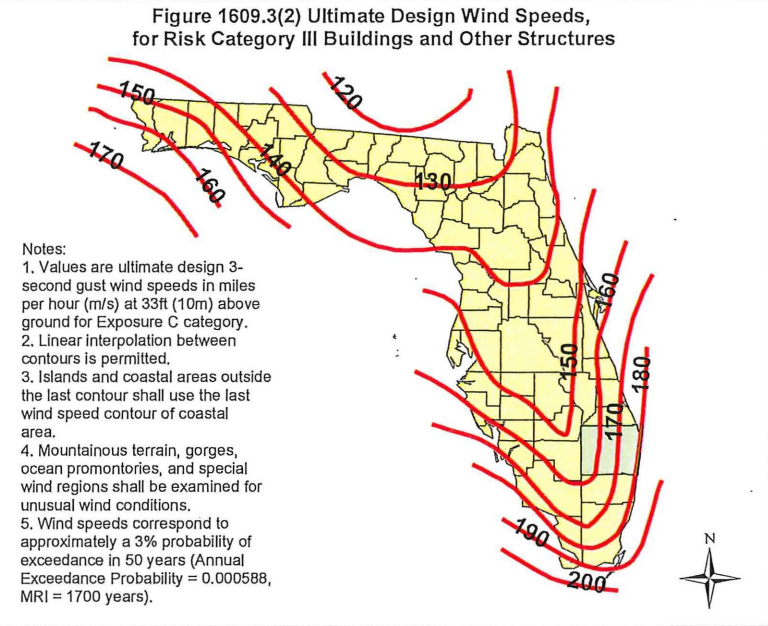 Figure 1609.3(2) Ultimate Design Wind Speeds,
for Risk Category III Buildings and Other Structures
120
150
140
170
130
160
Notes:
1. Values are ultimate design 3-
second gust wind speeds in miles
per hour (m/s) at 33ft (10m) above
ground for Exposure C category.
2. Linear interpolation between
contours is permitted.
3. Islands and coastal areas outside
the last contour shall use the last
wind speed contour of coastal
area.
4. Mountainous terrain, gorges,
ocean promontories, and special
wind regions shall be examined for
unusual wind conditions.
5. Wind speeds correspond to
approximately a 3% probability of
exceedance in 50 years (Annual
Exceedance Probability = 0.000588,
MRI = 1700 years).
160
150
180
170
190
200
N